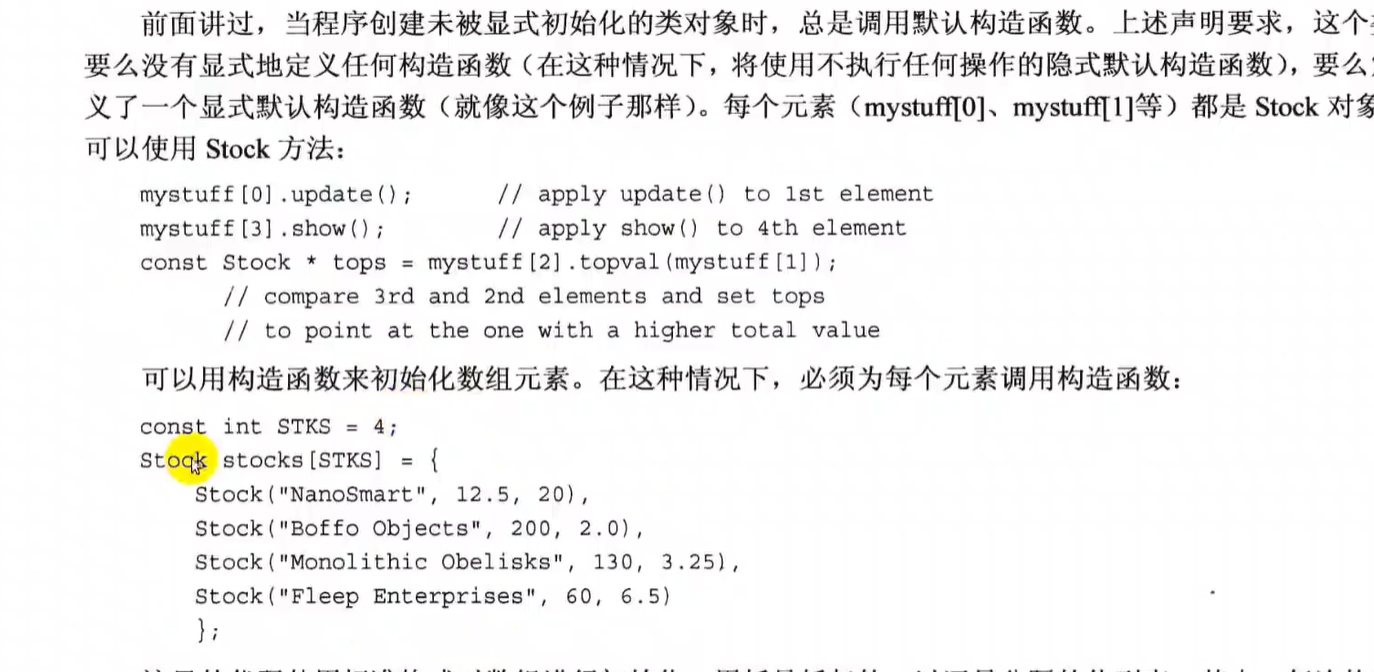 前面讲过，当程序创建未被显式初始化的类对象时，总是调用默认构造函数。上述声明要求，这个
要么没有显式地定义任何构造函数（在这种情况下，将使用不执行任何操作的隐式默认构造函数），要么
义了一个显式默认构造函数（就像这个例子那样）。每个元素（mystuff[0]、mystuff[1]等）都是 Stock 对象
可以使用 Stock 方法：
mystuff[0].update();      // apply update() to 1st element
mystuff[3].show();        // apply show() to 4th element
const Stock * tops = mystuff[2].topval(mystuff[1]);
// compare 3rd and 2nd elements and set tops
// to point at the one with a higher total value
可以用构造函数来初始化数组元素。在这种情况下，必须为每个元素调用构造函数：
const int STKS = 4;
Stock stocks[STKS] = {
Stock("NanoSmart", 12.5, 20),
Stock("Boffo Objects", 200, 2.0),
Stock("Monolithic Obelisks", 130, 3.25),
Stock("Fleep Enterprises", 60, 6.5)
};